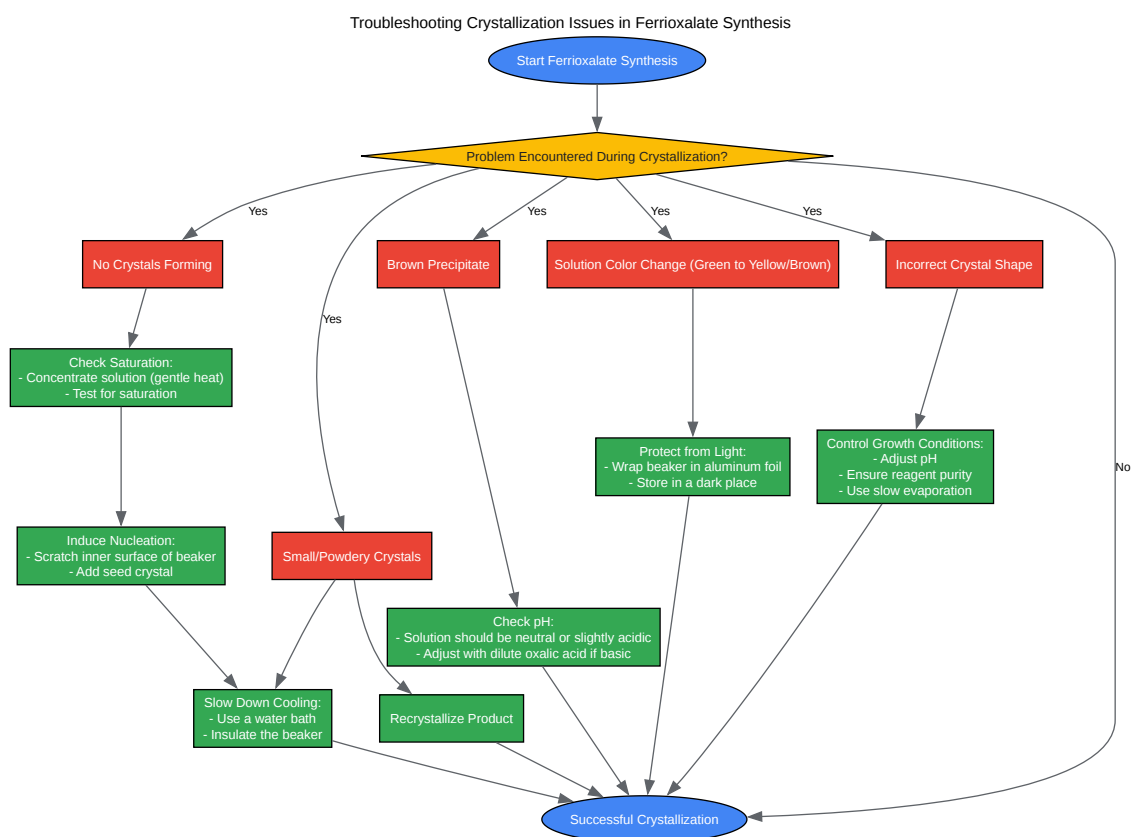 Troubleshooting Crystallization Issues in Ferrioxalate Synthesis
Start Ferrioxalate Synthesis
Problem Encountered During Crystallization?
Yes
Yes
Yes
Yes
No Crystals Forming
Brown Precipitate
Solution Color Change (Green to Yellow/Brown)
Incorrect Crystal Shape
Yes
Check Saturation:
- Concentrate solution (gentle heat)
- Test for saturation
Protect from Light:
- Wrap beaker in aluminum foil
- Store in a dark place
Control Growth Conditions:
- Adjust pH
- Ensure reagent purity
- Use slow evaporation
No
Induce Nucleation:
- Scratch inner surface of beaker
- Add seed crystal
Small/Powdery Crystals
Check pH:
- Solution should be neutral or slightly acidic
- Adjust with dilute oxalic acid if basic
Slow Down Cooling:
- Use a water bath
- Insulate the beaker
Recrystallize Product
Successful Crystallization